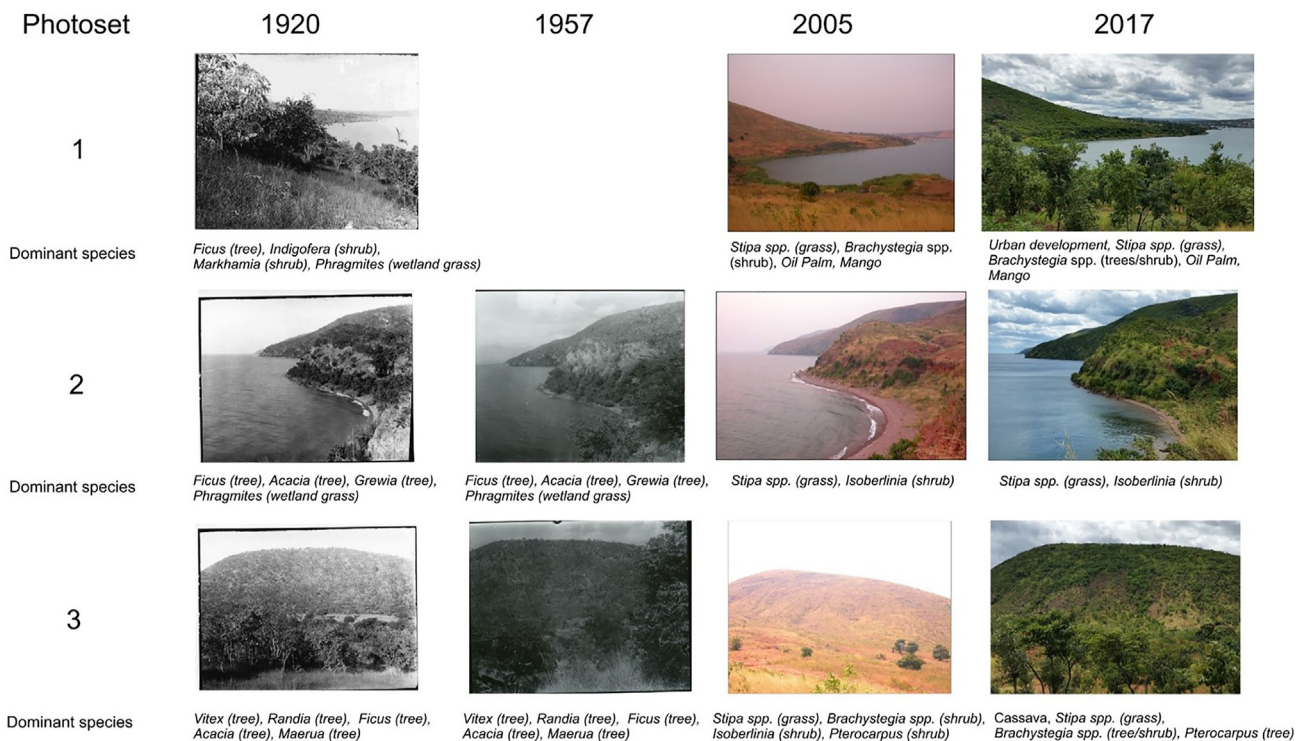 Photoset 1920 1957 2005 2017
1
Dominant species
Ficus (tree), Indigofera (shrub),
Markhamia (shrub), Phragmites (wetland grass)
Stipa spp. (grass), Brachystegia spp.
(shrub), Oil Palm, Mango
Urban development, Stipa spp. (grass),
Brachystegia spp. (trees/shrub), Oil Palm,
Mango
2
Dominant species
Ficus (tree), Acacia (tree), Grewia (tree),
Phragmites (wetland grass)
Ficus (tree), Acacia (tree), Grewia (tree),
Phragmites (wetland grass)
Stipa spp. (grass), Isoberlinia (shrub)
Stipa spp. (grass), Isoberlinia (shrub)
3
Dominant species
Vitex (tree), Randia (tree), Ficus (tree),
Acacia (tree), Maerua (tree)
Vitex (tree), Randia (tree), Ficus (tree),
Acacia (tree), Maerua (tree)
Stipa spp. (grass), Brachystegia spp. (shrub),
Isoberlinia (shrub), Pterocarpus (shrub)
Cassava, Stipa spp. (grass),
Brachystegia spp. (tree/shrub), Pterocarpus (tree)